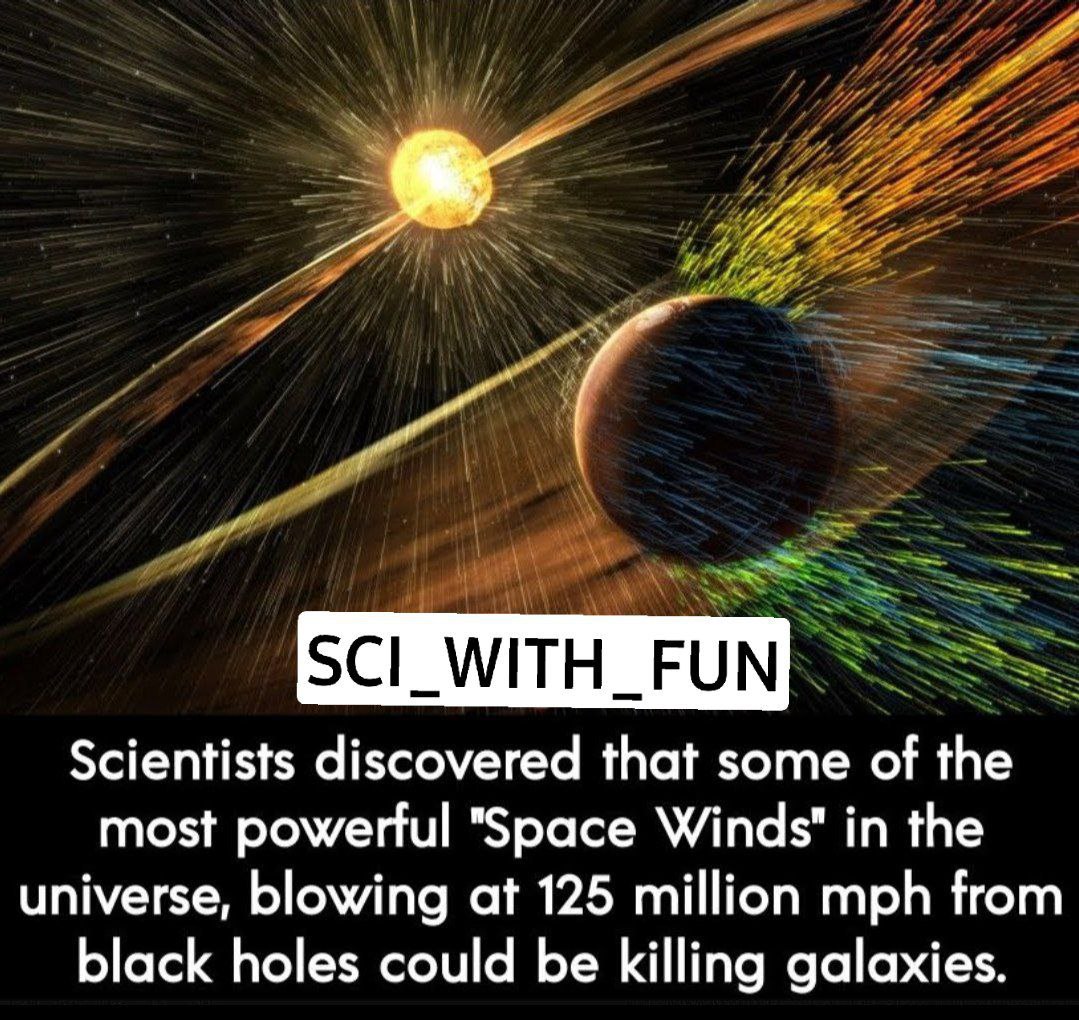 SCI_WITH_FUN
Scientists discovered that some of the
most powerful "Space Winds" in the
universe, blowing at 125 million mph from
black holes could be killing galaxies.